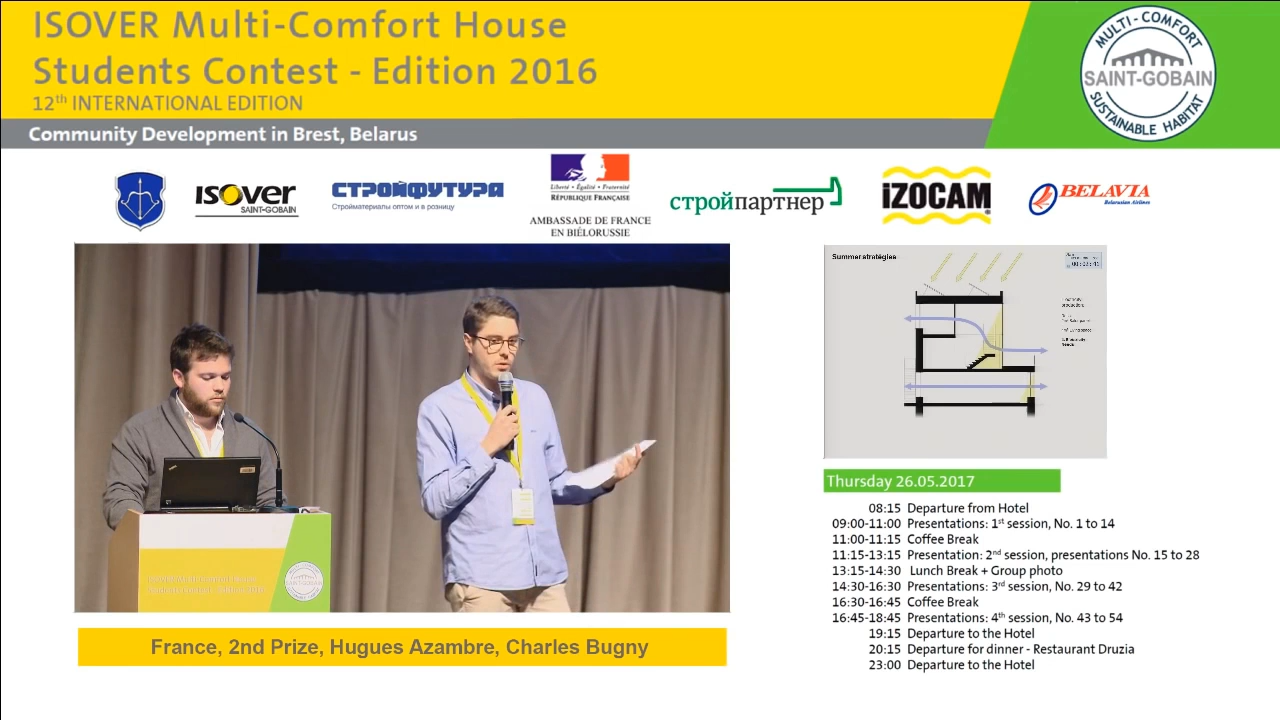 ISOVER Multi-Comfort House
Students Contest - Edition 2016
12th INTERNATIONAL EDITION
Community Development in Brest, Belarus
MULTI-COMFORT
SAINT-GOBAIN
SUSTAINABLE HABITAT
isover
SAINT-GOBAIN
СТРОЙФУТУРА
Стройматериалы оптом и в розницу
Liberté • Égalité • Fraternité
RÉPUBLIQUE FRANÇAISE
AMBASSADE DE FRANCE
EN BIÉLORUSSIE
стройпартнер
iZOCAM
BELAVIA
Belarusian Airlines
Summer stratégies
SAINT-GOBAIN
France, 2nd Prize, Hugues Azambre, Charles Bugny
Thursday 26.05.2017
08:15 Departure from Hotel
09:00-11:00 Presentations: 1st session, No. 1 to 14
11:00-11:15 Coffee Break
11:15-13:15 Presentation: 2nd session, presentations No. 15 to 28
13:15-14:30 Lunch Break + Group photo
14:30-16:30 Presentations: 3rd session, No. 29 to 42
16:30-16:45 Coffee Break
16:45-18:45 Presentations: 4th session, No. 43 to 54
19:15 Departure to the Hotel
20:15 Departure for dinner - Restaurant Druzia
23:00 Departure to the Hotel